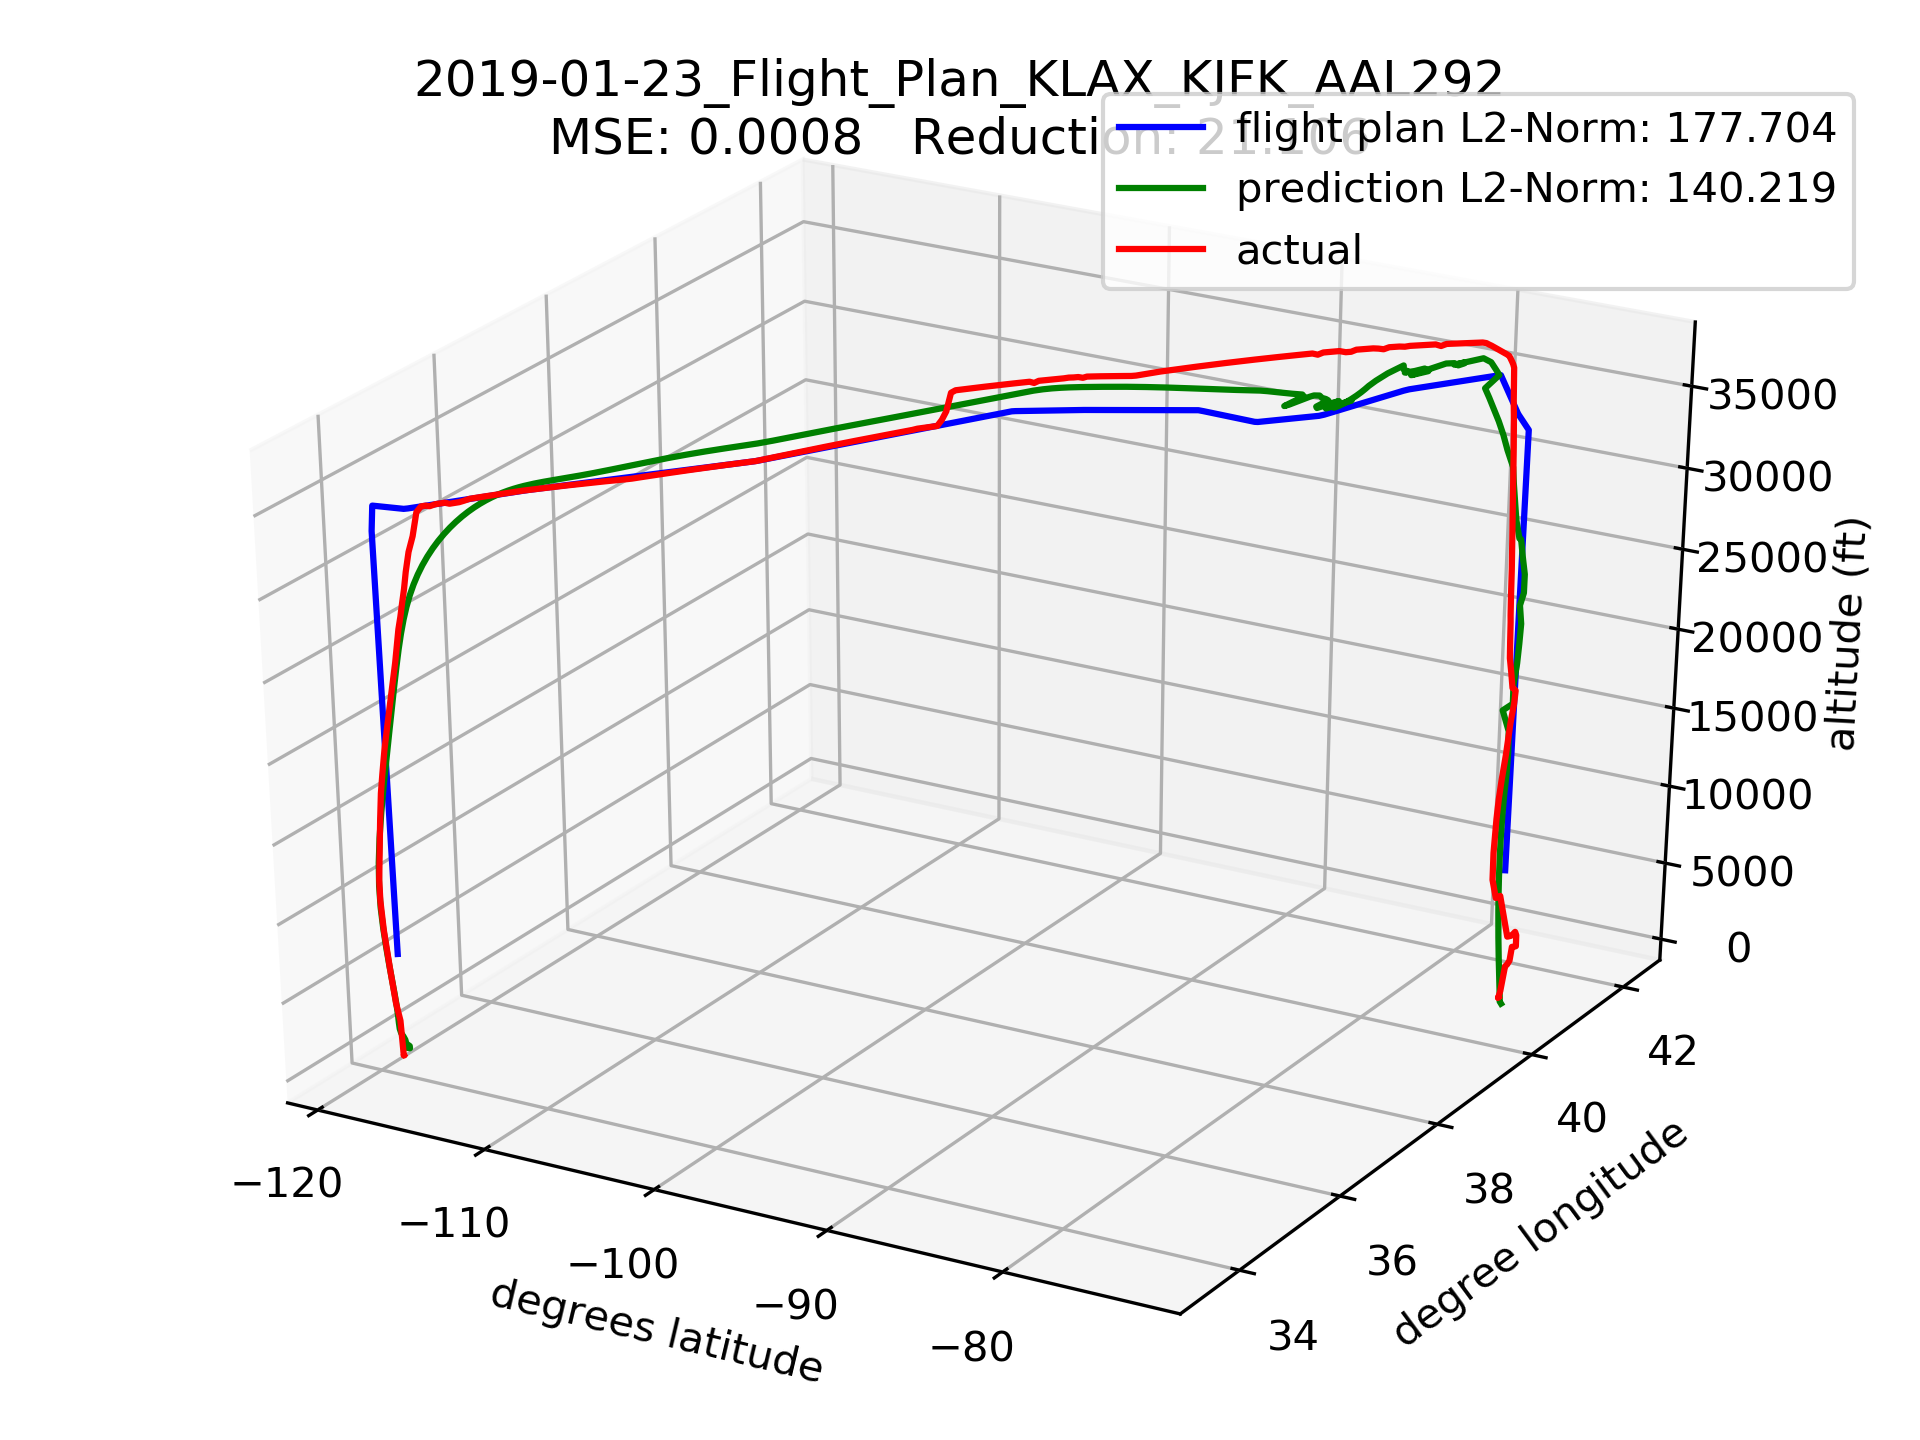 2019-01-23_Flight_Plan_KLAX_KJFK_AAL292
MSE: 0.0008 Reduction:
flight plan L2-Norm: 177.704
prediction L2-Norm: 140.219
actual
35000
30000
25000
20000
15000
10000
5000
0
altitude (ft)
42
40
38
36
34
degree longitude
−120
−110
−100
−90
−80
degrees latitude